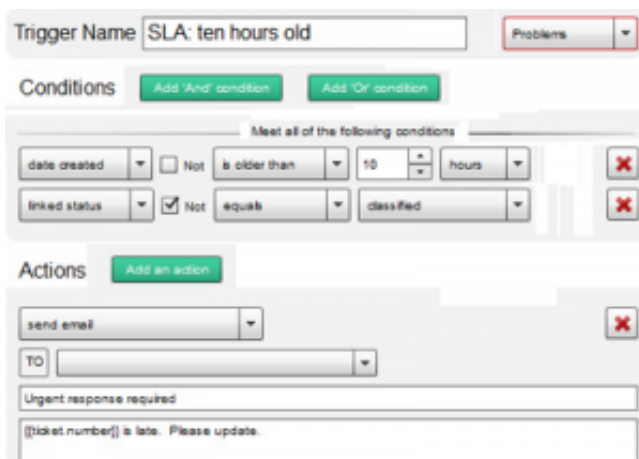 Trigger Name SLA: ten hours old Problems
Conditions Add 'And' condition Add 'Or' condition
Meet all of the following conditions
date created Not is older than 10 hours
linked status Not equals classified
Actions Add an action
send email
TO
Urgent response required
{{ticket.number}} is late. Please update.